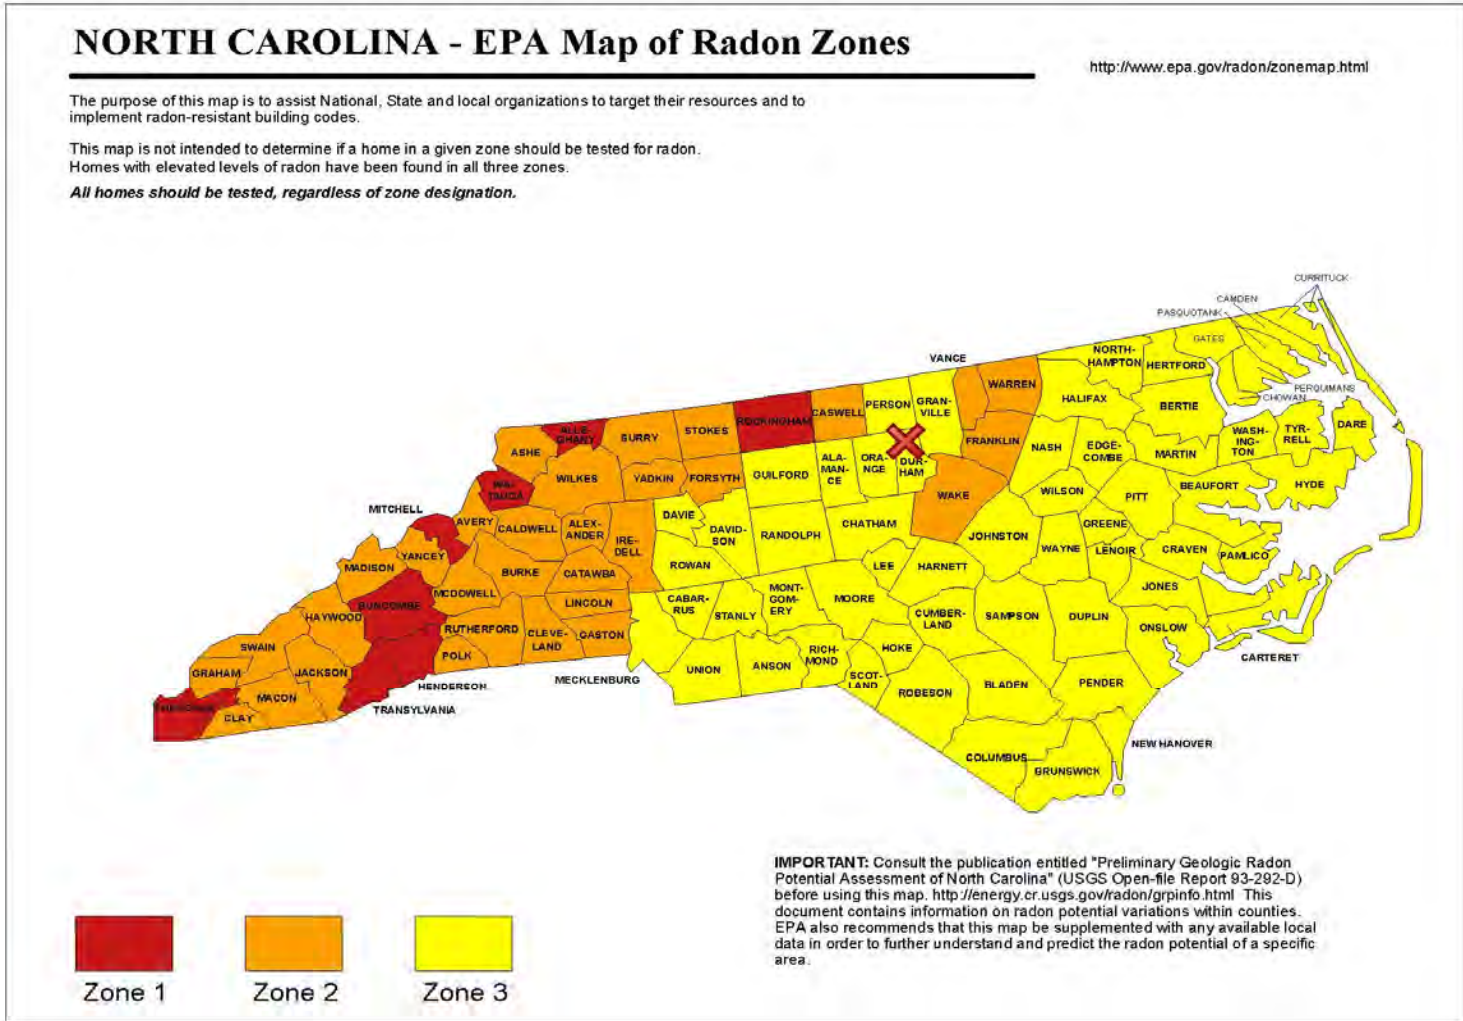 NORTH CAROLINA - EPA Map of Radon Zones
http://www.epa.gov/radon/zonemap.html
The purpose of this map is to assist National, State and local organizations to target their resources and to
implement radon-resistant building codes.
This map is not intended to determine if a home in a given zone should be tested for radon.
Homes with elevated levels of radon have been found in all three zones.
All homes should be tested, regardless of zone designation.
CURRITUCK
CAMDEN
PASQUOTANK
GATES
VANCE
NORTH-
HAMPTON
HERTFORD
PERQUIMANS
CHOWAN
WARREN
HALIFAX
BERTIE
PERSON
GRAN-
VILLE
CASWELL
ROCKINGHAM
STOKES
SURRY
ALLE-
GHANY
ASHE
WASH-
ING-
TON
TYR-
RELL
DARE
FRANKLIN
NASH
EDGE-
COMBE
MARTIN
ALA-
MAN-
CE
ORA-
NGE
DUR-
HAM
GUILFORD
FORSYTH
YADKIN
WILKES
WA-
TAUGA
BEAUFORT
HYDE
WAKE
WILSON
PITT
MITCHELL
AVERY
CALDWELL
ALEX-
ANDER
IRE-
DELL
DAVIE
DAVID-
SON
RANDOLPH
CHATHAM
JOHNSTON
GREENE
WAYNE
LENOIR
CRAVEN
PAMLICO
YANCEY
MADISON
BURKE
CATAWBA
ROWAN
LEE
HARNETT
MCDOWELL
LINCOLN
CABAR-
RUS
STANLY
MONT-
GOM-
ERY
MOORE
CUMBER-
LAND
SAMPSON
DUPLIN
JONES
ONSLOW
BUNCOMBE
HAYWOOD
RUTHERFORD
CLEVE-
LAND
GASTON
SWAIN
POLK
GRAHAM
JACKSON
MACON
CLAY
HENDERSON
TRANSYLVANIA
MECKLENBURG
UNION
ANSON
RICH-
MOND
SCOT-
LAND
HOKE
ROBESON
BLADEN
PENDER
CARTERET
COLUMBUS
BRUNSWICK
NEW HANOVER
IMPORTANT: Consult the publication entitled "Preliminary Geologic Radon
Potential Assessment of North Carolina" (USGS Open-file Report 93-292-D)
before using this map. http://energy.cr.usgs.gov/radon/grpinfo.html This
document contains information on radon potential variations within counties.
EPA also recommends that this map be supplemented with any available local
data in order to further understand and predict the radon potential of a specific
area.
Zone 1
Zone 2
Zone 3